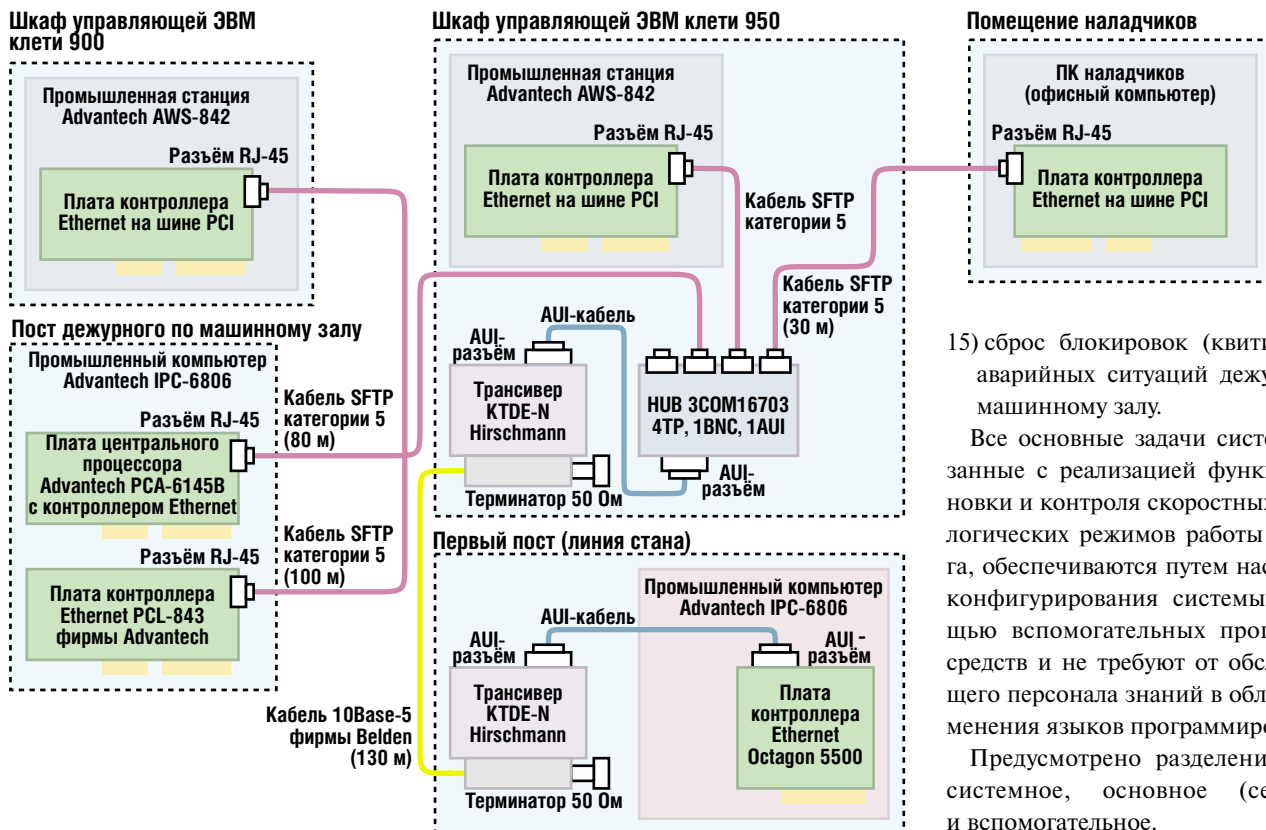 Шкаф управляющей ЭВМ
клети 900
Промышленная станция
Advantech AWS-842
Разъём RJ-45
Плата контроллера
Ethernet на шине PCI
Шкаф управляющей ЭВМ клети 950
Промышленная станция
Advantech AWS-842
Разъём RJ-45
Плата контроллера
Ethernet на шине PCI
Кабель SFTP
категории 5
Кабель SFTP
категории 5
(30 м)
AUI-кабель
AUI-
разъём
Трансивер
KTDE-N
Hirschmann
Терминатор 50 Ом
HUB 3COM16703
4TP, 1BNC, 1AUI
AUI-
разъём
Помещение наладчиков
ПК наладчиков
(офисный компьютер)
Разъём RJ-45
Плата контроллера
Ethernet на шине PCI
Пост дежурного по машинному залу
Промышленный компьютер
Advantech IPC-6806
Разъём RJ-45
Плата центрального
процессора
Advantech PCA-6145B
с контроллером Ethernet
Кабель SFTP
категории 5
(80 м)
Разъём RJ-45
Плата контроллера
Ethernet PCL-843
фирмы Advantech
Кабель SFTP
категории 5
(100 м)
Первый пост (линия стана)
Промышленный компьютер
Advantech IPC-6806
AUI-кабель
AUI-
разъём
AUI -
разъём
Трансивер
KTDE-N
Hirschmann
Плата
контроллера
Ethernet
Octagon 5500
Кабель 10Base-5
фирмы Belden
(130 м)
Терминатор 50 Ом
15) сброс блокировок (квити
аварийных ситуаций дежу
машинному залу.
Все основные задачи систе
занные с реализацией функц
новки и контроля скоростных
логических режимов работы
га, обеспечиваются путем нас
конфигурирования системы
щью вспомогательных прог
средств и не требуют от обсл
щего персонала знаний в обл
менения языков программиро
Предусмотрено разделени
системное, основное (се
и вспомогательное.